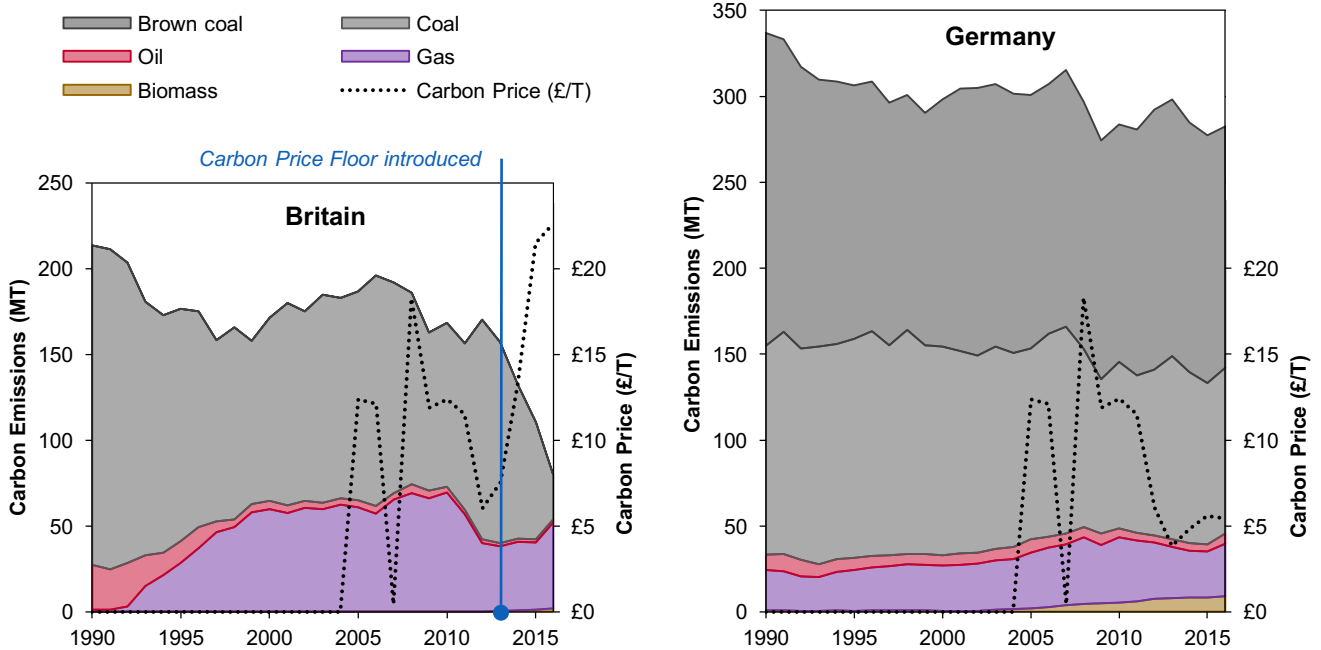 Brown coal
Coal
Oil
Gas
Biomass
Carbon Price (£/T)
Carbon Price Floor introduced
Britain
Carbon Emissions (MT)
250
200
150
100
50
0
£20
£15
£10
£5
£0
Carbon Price (£/T)
1990 1995 2000 2005 2010 2015
Germany
Carbon Emissions (MT)
350
300
250
200
150
100
50
0
£20
£15
£10
£5
£0
Carbon Price (£/T)
1990 1995 2000 2005 2010 2015